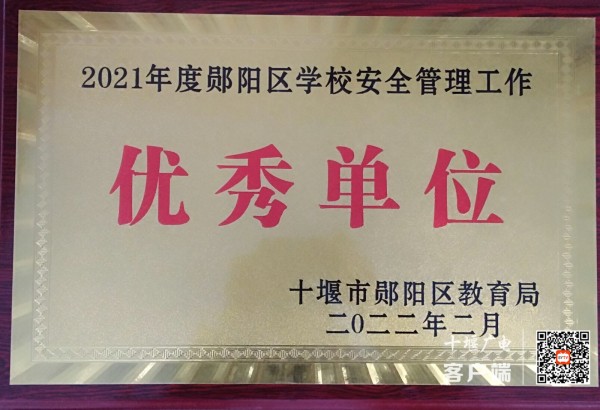 2021年度郧阳区学校安全管理工作
优秀单位
十堰市郧阳区教育局
二〇二二年二月
十堰广电
客户端